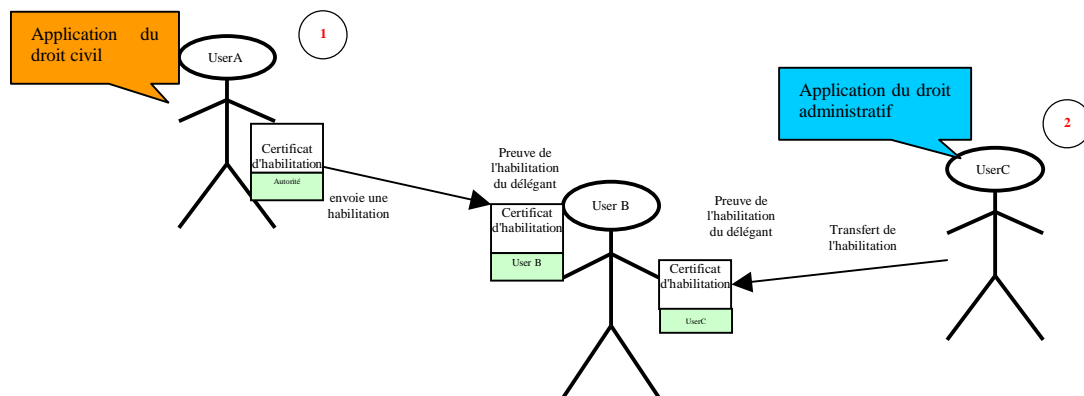 Application du
droit civil
UserA
1
Certificat
d'habilitation
Autorité
envoie une
habilitation
Preuve de
l'habilitation
du délégant
Certificat
d'habilitation
User B
User B
Preuve de
l'habilitation
du délégant
Certificat
d'habilitation
UserC
Transfert de
l'habilitation
Application du droit
administratif
2
UserC